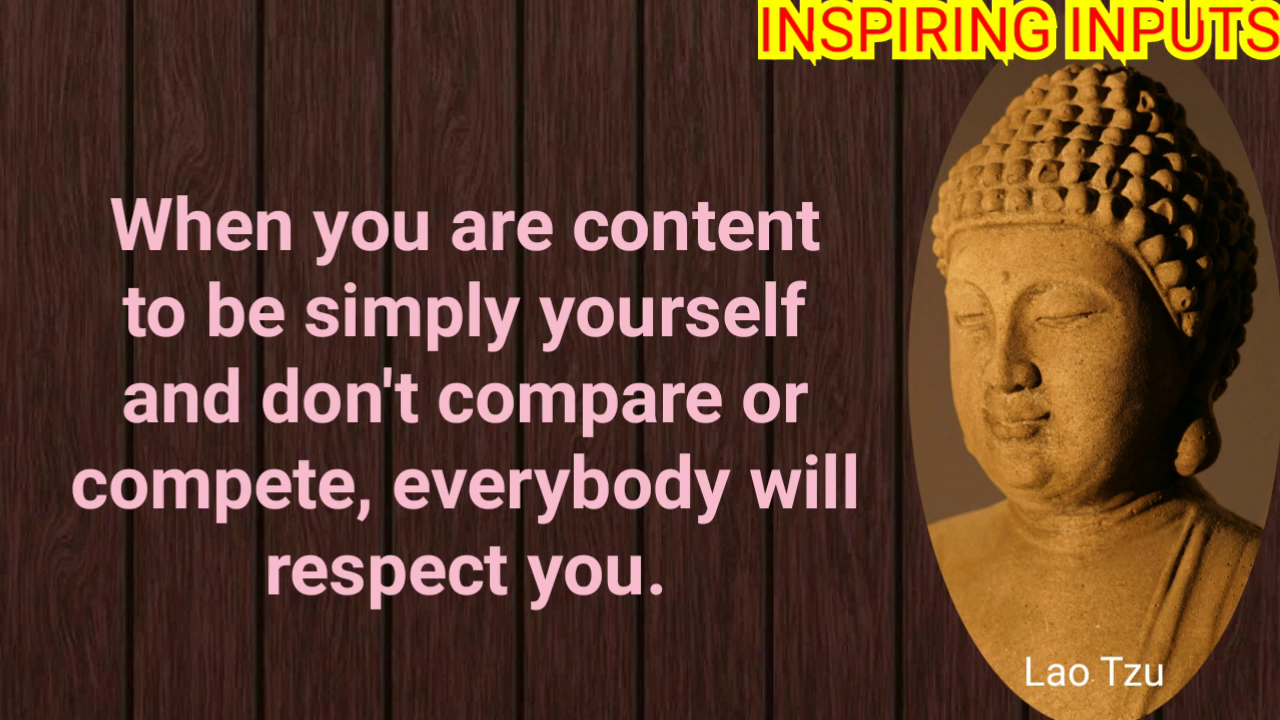 INSPIRING INPUTS
When you are content
to be simply yourself
and don't compare or
compete, everybody will
respect you.
Lao Tzu